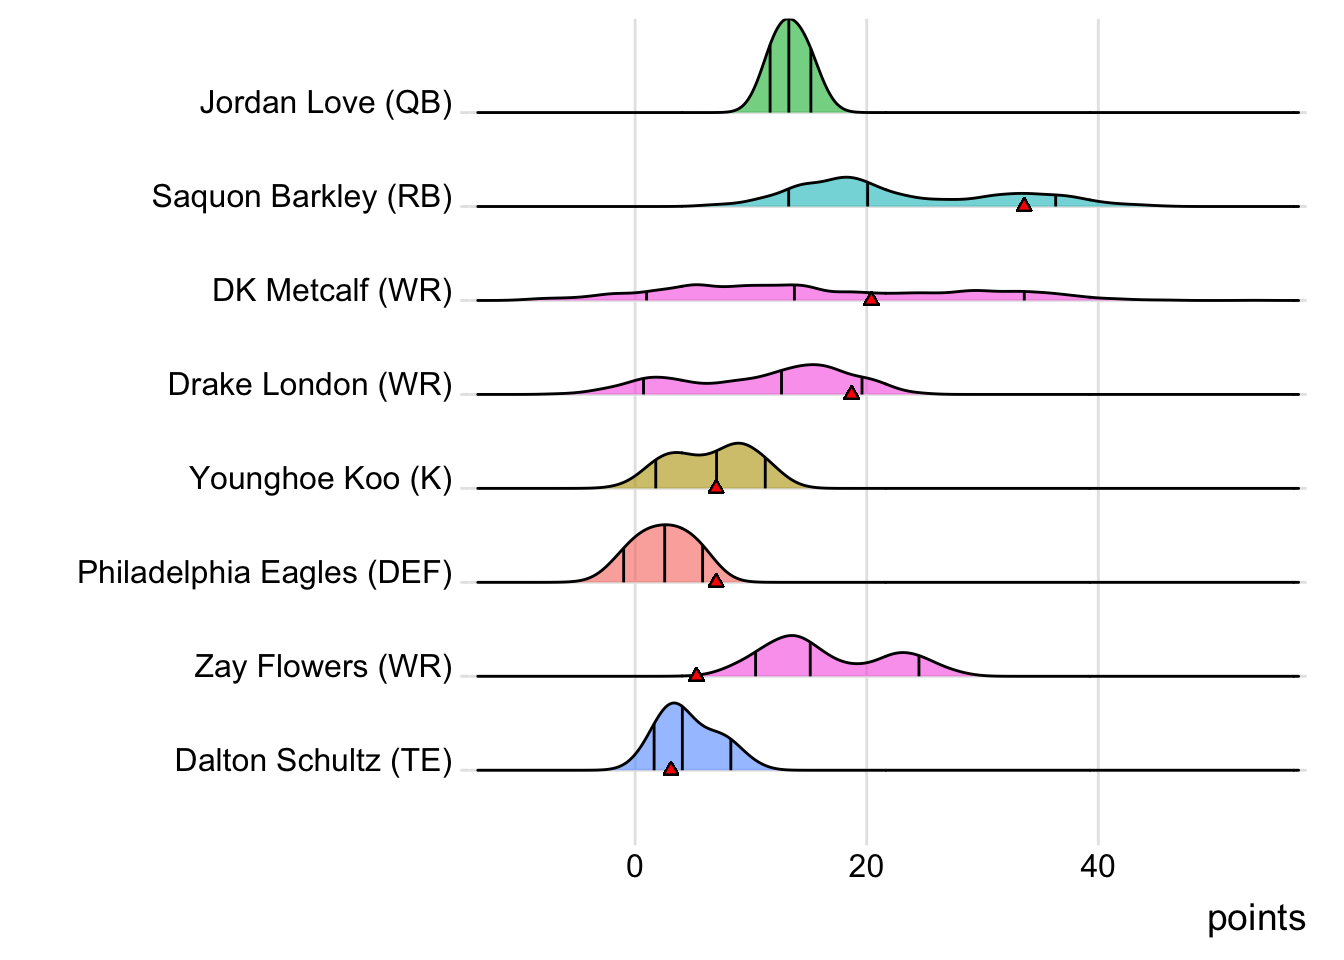 Jordan Love (QB)
Saquon Barkley (RB)
DK Metcalf (WR)
Drake London (WR)
Younghoe Koo (K)
Philadelphia Eagles (DEF)
Zay Flowers (WR)
Dalton Schultz (TE)
0 20 40
points